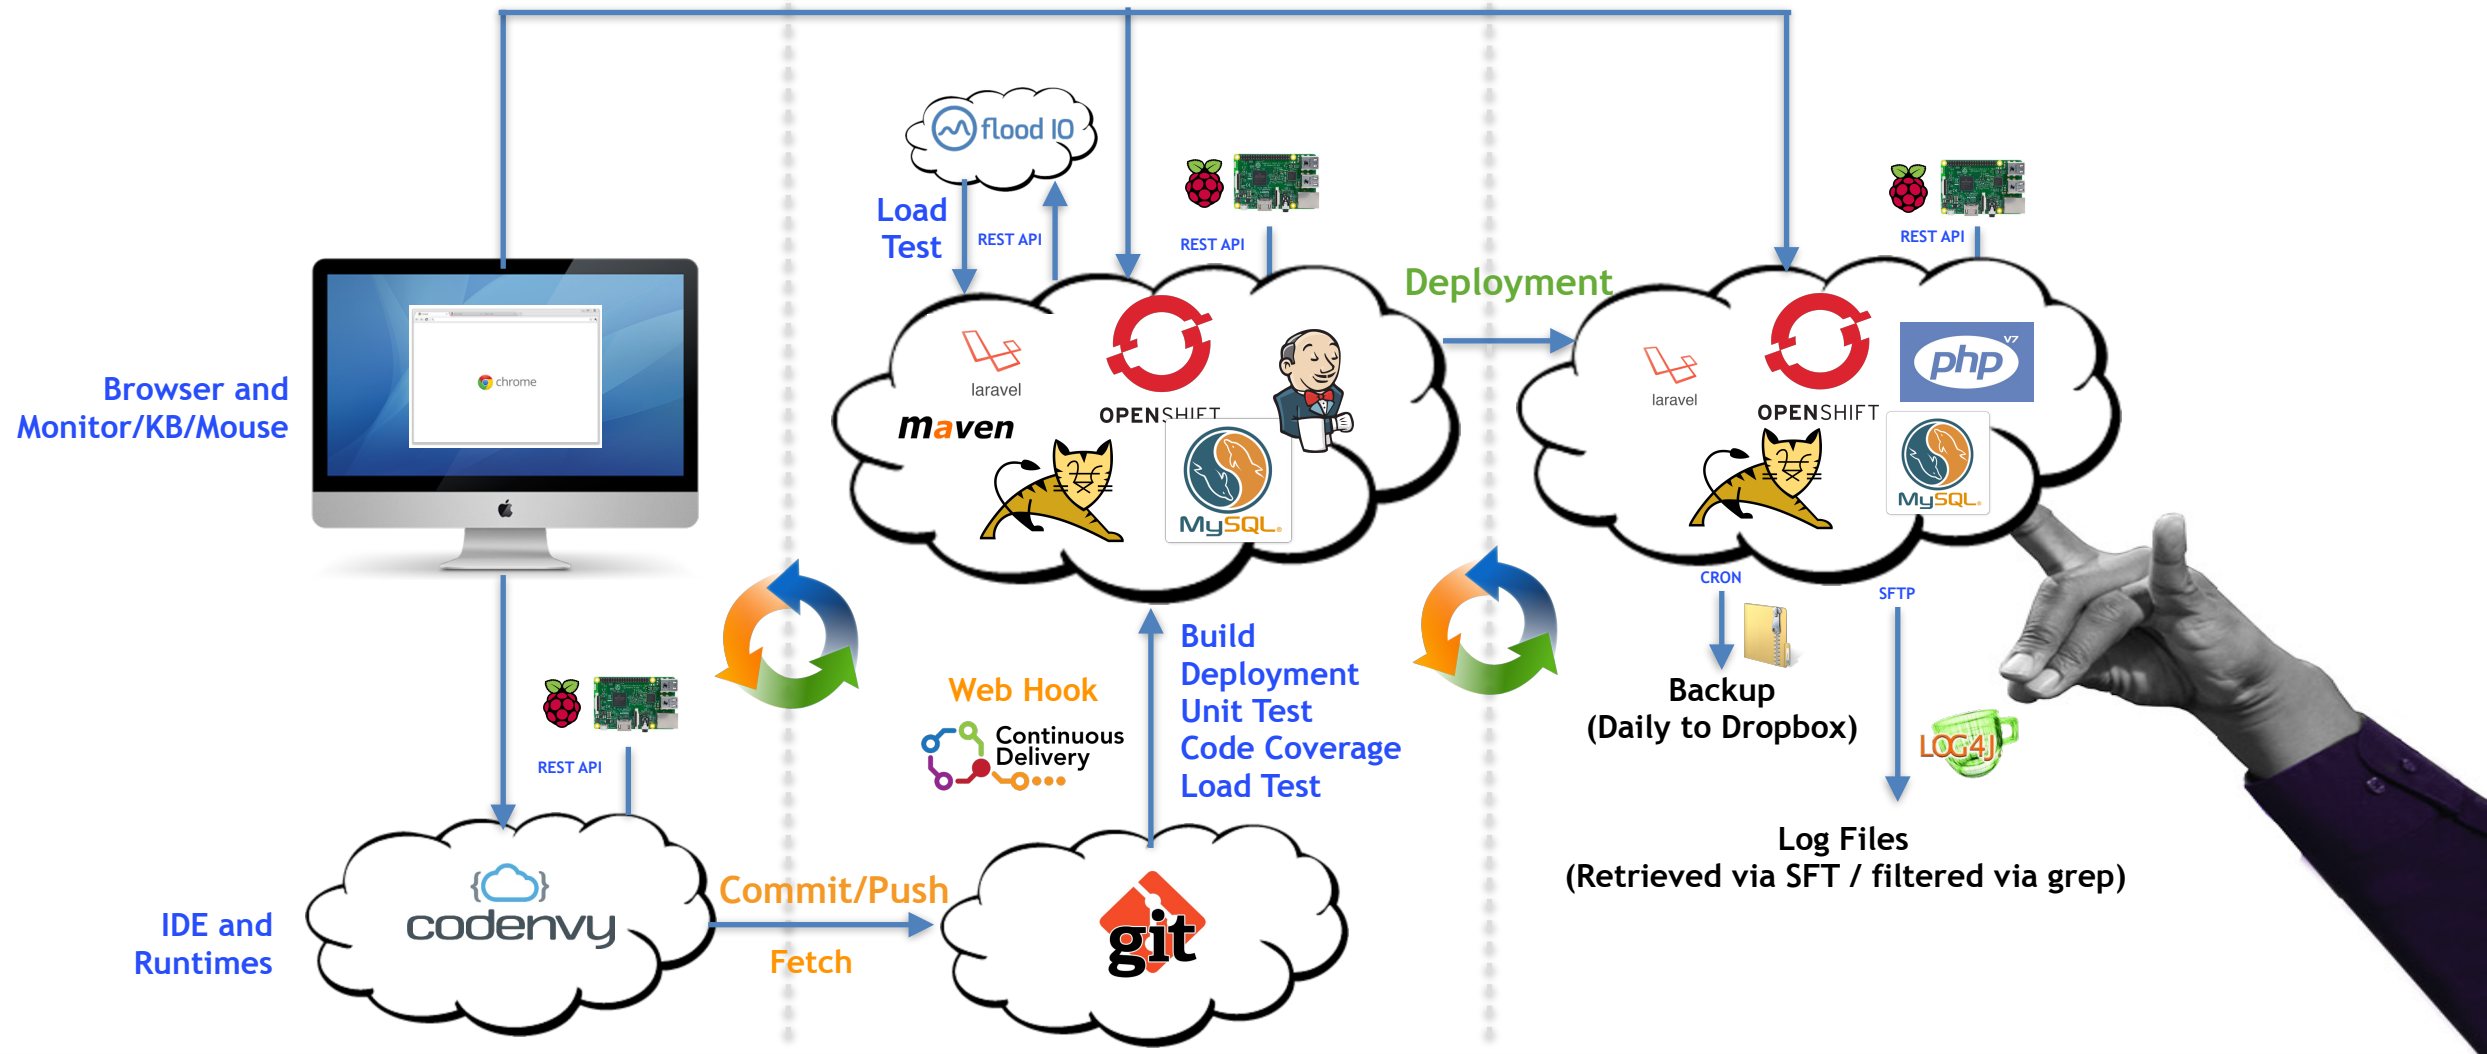 flood IO
Load
Test
REST API
REST API
REST API
Deployment
Browser and
Monitor/KB/Mouse
chrome
laravel
maven
OPENSHIFT
MySQL
laravel
OPENSHIFT
php
V7
MySQL
CRON
SFTP
Backup
(Daily to Dropbox)
LOG4J
Log Files
(Retrieved via SFT / filtered via grep)
Web Hook
Continuous
Delivery
Build
Deployment
Unit Test
Code Coverage
Load Test
REST API
IDE and
Runtimes
{ }
codenvy
Commit/Push
Fetch
git